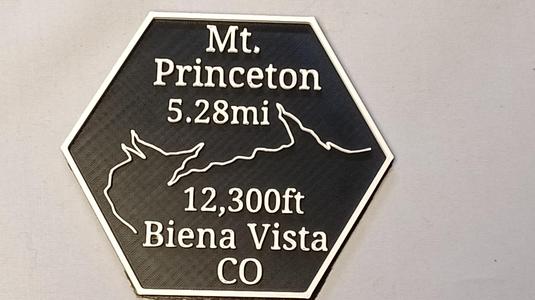 Mt.
Princeton
5.28mi
12,300ft
Biena Vista
CO